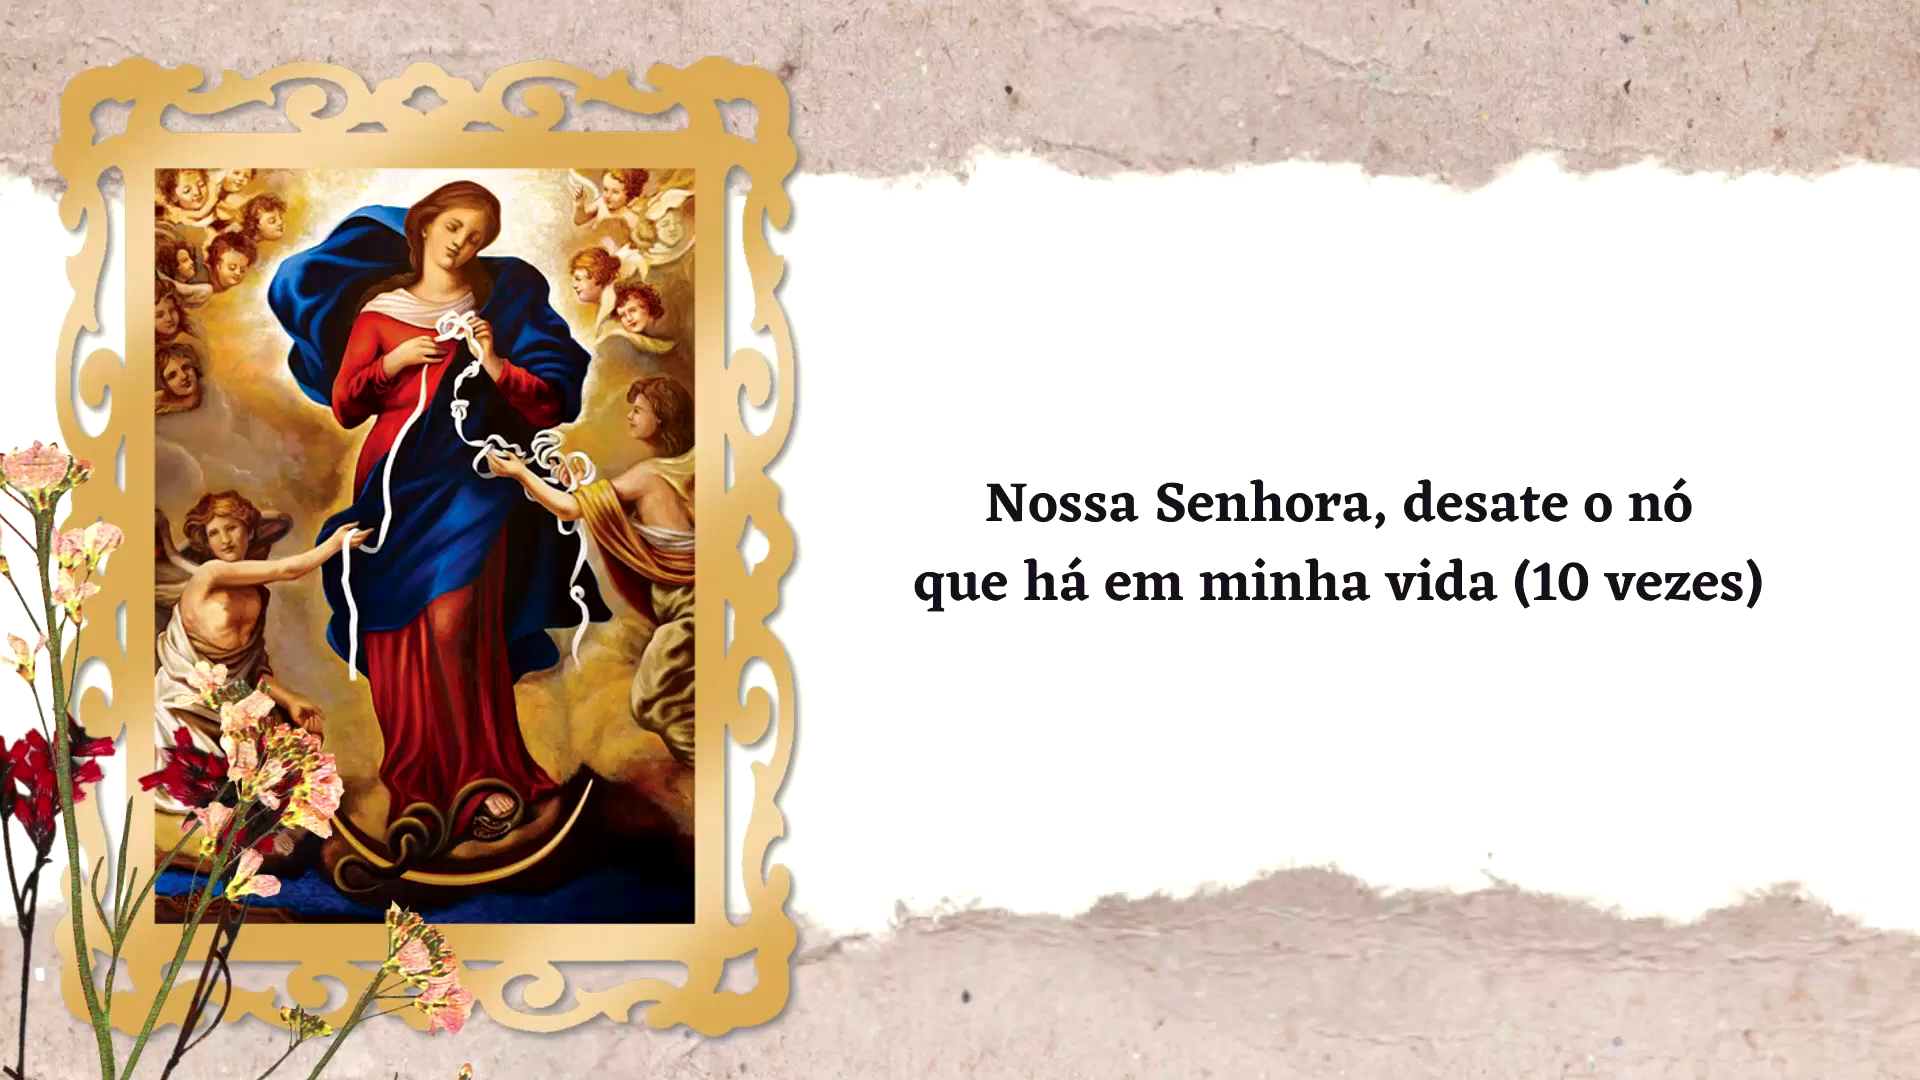 Nossa Senhora, desate o nó
que há em minha vida (10 vezes)